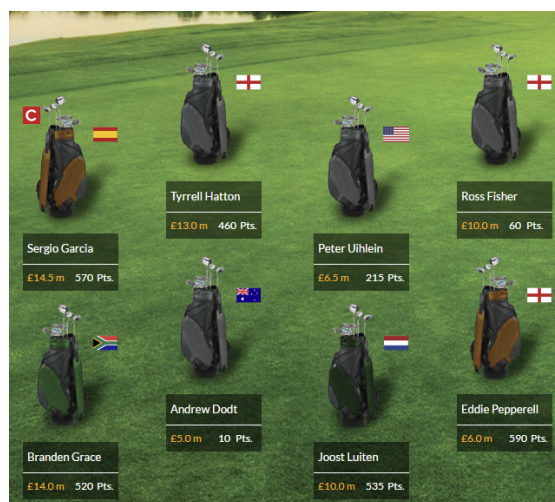 C
Tyrrell Hatton
£13.0 m 460 Pts.
Ross Fisher
£10.0 m 60 Pts.
Sergio Garcia
£14.5 m 570 Pts.
Peter Uihlein
£6.5 m 215 Pts.
Andrew Dodt
£5.0 m 10 Pts.
Eddie Pepperell
£6.0 m 590 Pts.
Branden Grace
£14.0 m 520 Pts.
Joost Luiten
£10.0 m 535 Pts.